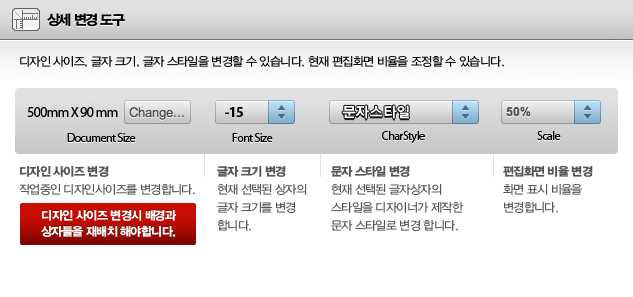 상세 변경 도구
디자인 사이즈, 글자 크기, 글자 스타일을 변경할 수 있습니다. 현재 편집화면 비율을 조정할 수 있습니다.
500mm X 90 mm Change...
Document Size
-15
Font Size
문자스타일
CharStyle
50%
Scale
디자인 사이즈 변경
작업중인 디자인사이즈를 변경합니다.
디자인 사이즈 변경시 배경과
상자들을 재배치 해야합니다.
글자 크기 변경
현재 선택된 상자의
글자 크기를 변경
합니다.
문자 스타일 변경
현재 선택된 글자상자의
스타일을 디자이너가 제작한
문자 스타일로 변경 합니다.
편집화면 비율 변경
화면 표시 비율을
변경합니다.